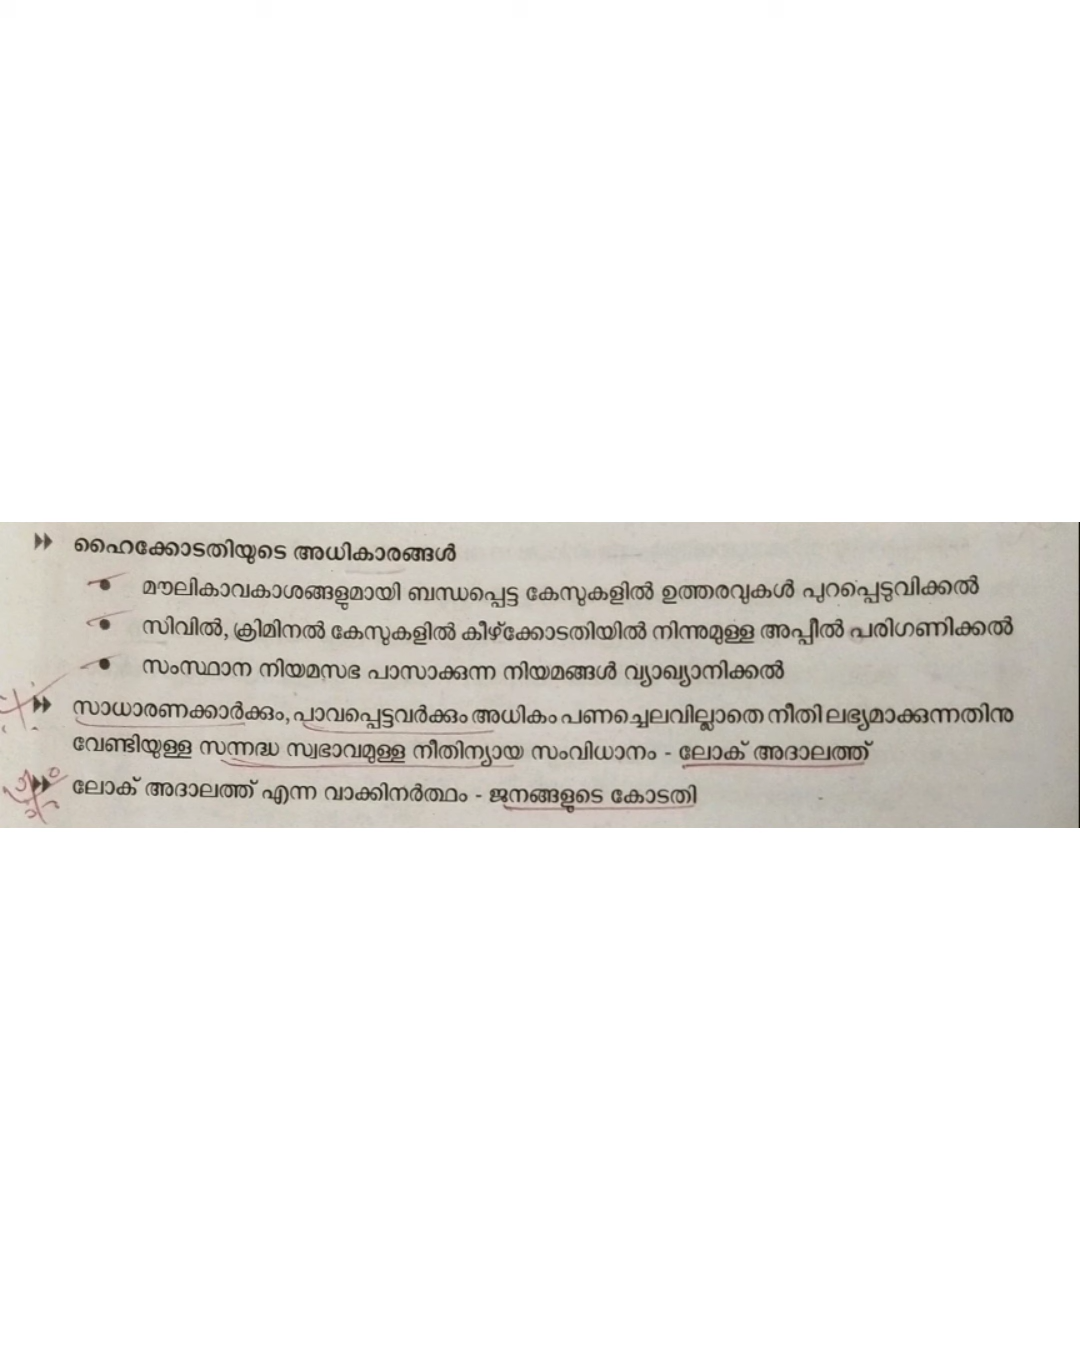 ഹൈക്കോടതിയുടെ അധികാരങ്ങൾ
മൗലികാവകാശങ്ങളുമായി ബന്ധപ്പെട്ട കേസുകളിൽ ഉത്തരവുകൾ പുറപ്പെടുവിക്കൽ
സിവിൽ, ക്രിമിനൽ കേസുകളിൽ കീഴ്ക്കോടതിയിൽ നിന്നുമുള്ള അപ്പീൽ പരിഗണിക്കൽ
സംസ്ഥാന നിയമസഭ പാസാക്കുന്ന നിയമങ്ങൾ വ്യാഖ്യാനിക്കൽ
സാധാരണക്കാർക്കും, പാവപ്പെട്ടവർക്കും അധികം പണച്ചെലവില്ലാതെ നീതി ലഭ്യമാക്കുന്നതിനു
വേണ്ടിയുള്ള സന്നദ്ധ സ്വഭാവമുള്ള നീതിന്യായ സംവിധാനം - ലോക് അദാലത്ത്
ലോക് അദാലത്ത് എന്ന വാക്കിനർത്ഥം - ജനങ്ങളുടെ കോടതി